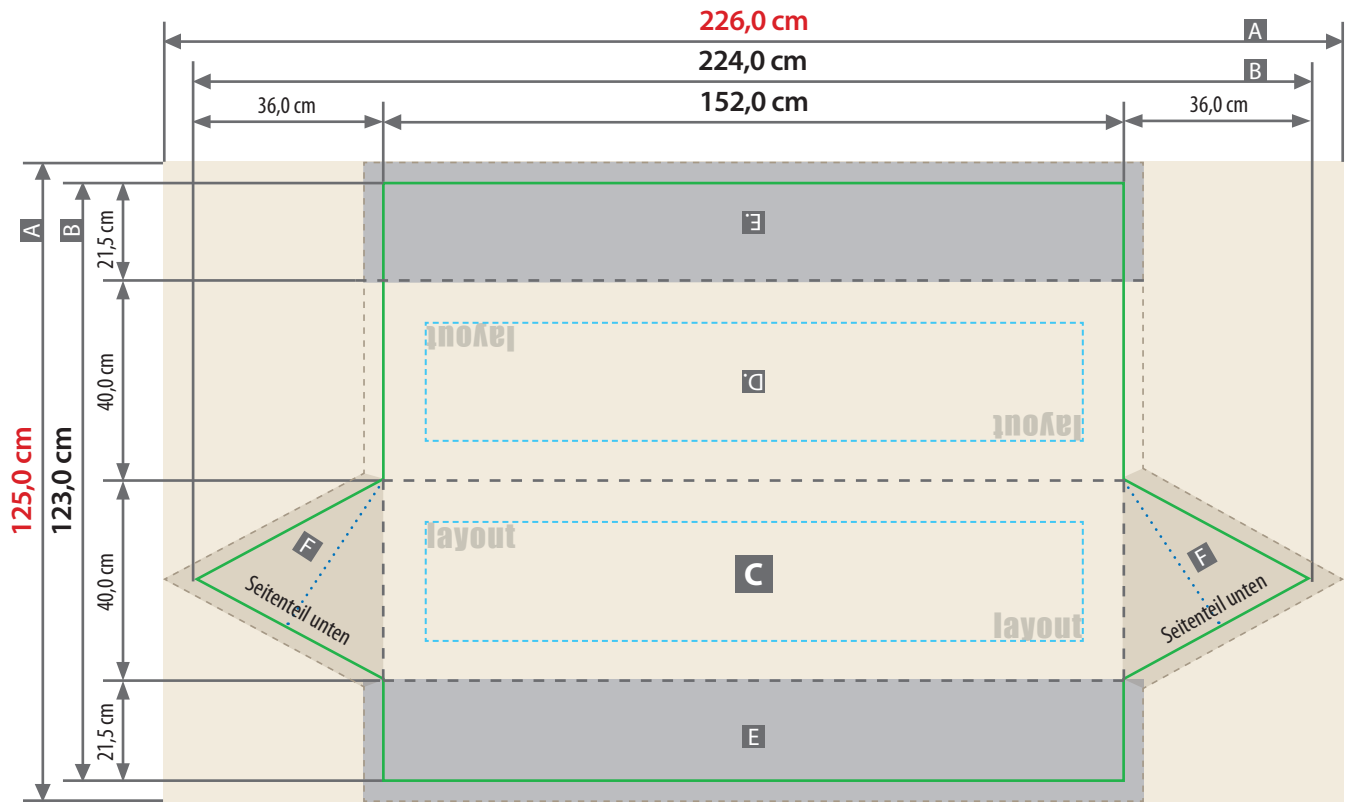 226,0 cm
A
224,0 cm
B
36,0 cm
152,0 cm
36,0 cm
A
B
21,5 cm
E.
layout
40,0 cm
D.
layout
125,0 cm
123,0 cm
layout
F
F
C
40,0 cm
Seitenteil unten
Seitenteil unten
layout
21,5 cm
E